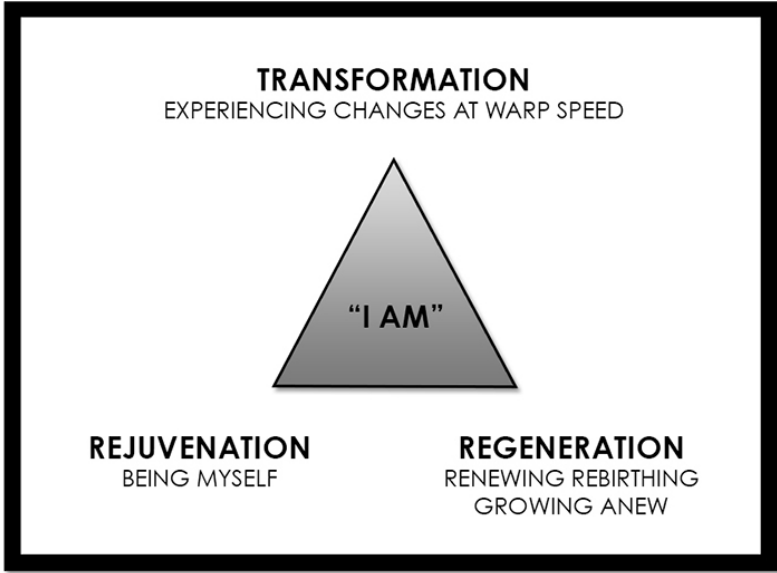 TRANSFORMATION
EXPERIENCING CHANGES AT WARP SPEED
“I AM”
REJUVENATION
BEING MYSELF
REGENERATION
RENEWING REBIRTHING
GROWING ANEW